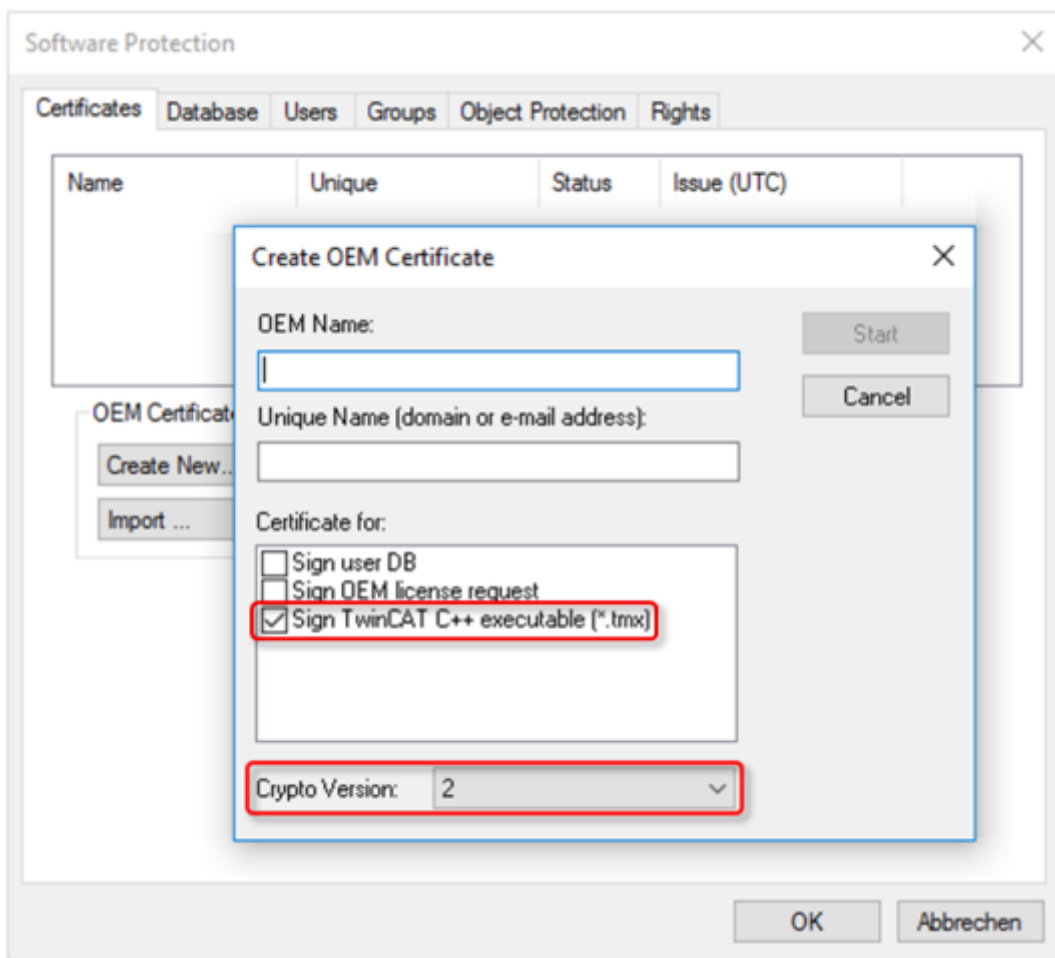 Software Protection
Certificates Database Users Groups Object Protection Rights
Name Unique Status Issue (UTC)
Create OEM Certificate
OEM Name:
Start
Cancel
Unique Name (domain or e-mail address):
OEM Certificat
Create New..
Import ...
Certificate for:
Sign user DB
Sign OEM license request
Sign TwinCAT C++ executable (*.tmx)
Crypto Version: 2
OK Abbrechen